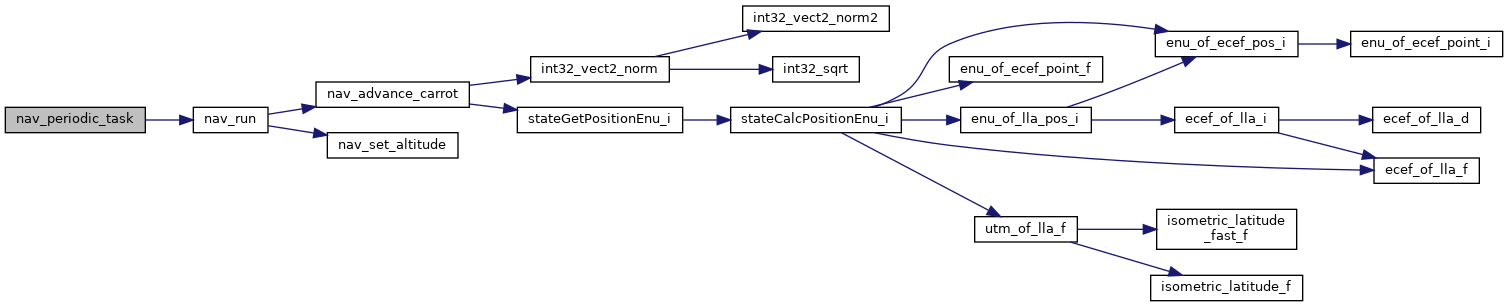 nav_periodic_task
nav_run
nav_advance_carrot
nav_set_altitude
int32_vect2_norm
stateGetPositionEnu_i
int32_vect2_norm2
int32_sqrt
stateCalcPositionEnu_i
enu_of_ecef_point_f
enu_of_lla_pos_i
utm_of_lla_f
enu_of_ecef_pos_i
ecef_of_lla_i
isometric_latitude
_fast_f
isometric_latitude_f
enu_of_ecef_point_i
ecef_of_lla_d
ecef_of_lla_f